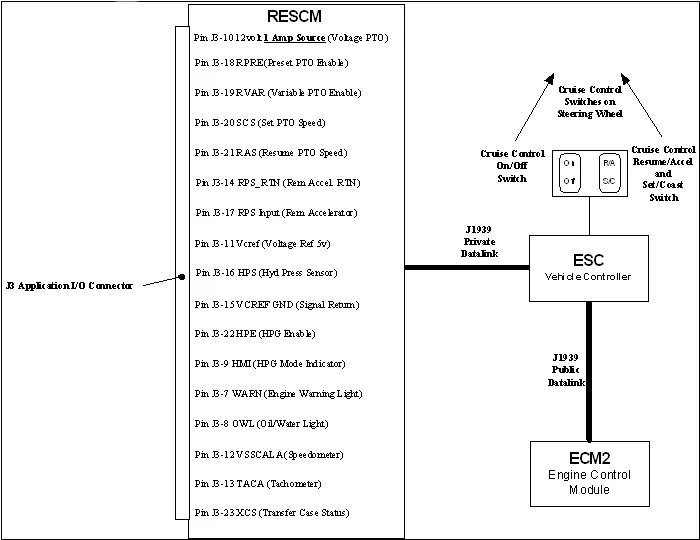 RESCM
Pin J3-10 12volt 1 Amp Source (Voltage PTO)
Pin J3-18 RPRE (Preset PTO Enable)
Pin J3-19 RVAR (Variable PTO Enable)
Pin J3-20 SCS (Set PTO Speed)
Pin J3-21 RAS (Resume PTO Speed)
Pin J3-14 RPS_RTN (Rem Accel. RTN)
Pin J3-17 RPS Input (Rem Accelerator)
Pin J3-11 Vcref (Voltage Ref 5v)
Pin J3-16 HPS (Hyd Press Sensor)
Pin J3-15 VCREF GND (Signal Return)
Pin J3-22 HPE (HPG Enable)
Pin J3-9 HMI (HPG Mode Indicator)
Pin J3-7 WARN (Engine Warning Light)
Pin J3-8 OWL (Oil/Water Light)
Pin J3-12 VSSCALA (Speedometer)
Pin J3-13 TACA (Tachometer)
Pin J3-23 XCS (Transfer Case Status)
J3 Application I/O Connector
Cruise Control
Switches on
Steering Wheel
Cruise Control
On/Off
Switch
On
Off
R/A
S/C
Cruise Control
Resume/Accel
and
Set/Coast
Switch
J1939
Private
Datalink
ESC
Vehicle Controller
J1939
Public
Datalink
ECM2
Engine Control
Module